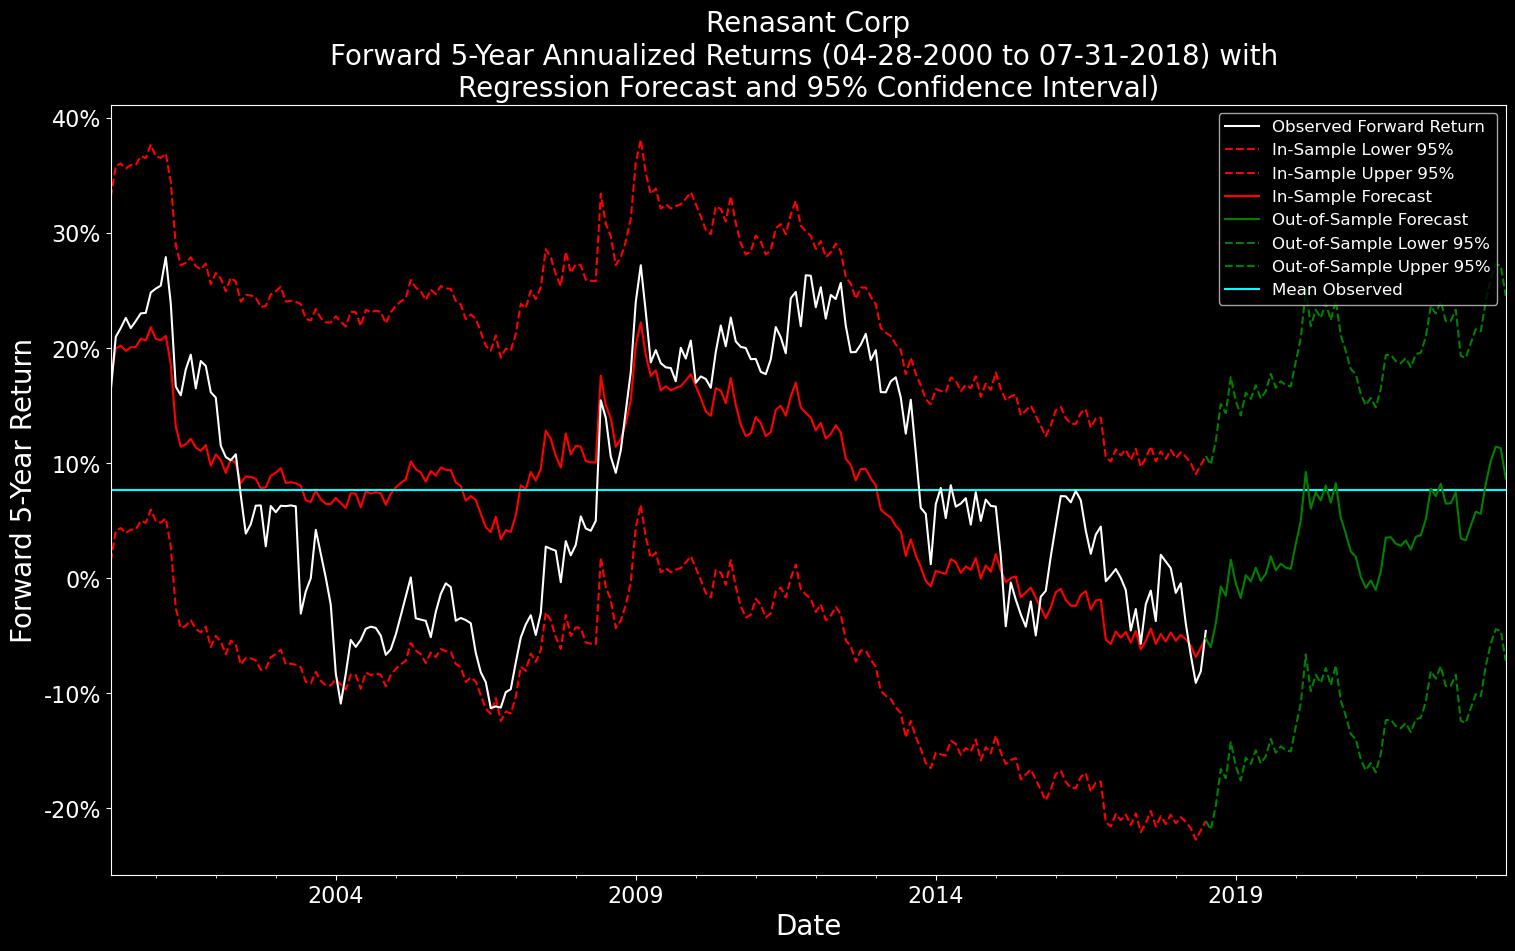 Renasant Corp
Forward 5-Year Annualized Returns (04-28-2000 to 07-31-2018) with
Regression Forecast and 95% Confidence Interval)
Forward 5-Year Return
40%
30%
20%
10%
0%
-10%
-20%
Observed Forward Return
In-Sample Lower 95%
In-Sample Upper 95%
In-Sample Forecast
Out-of-Sample Forecast
Out-of-Sample Lower 95%
Out-of-Sample Upper 95%
Mean Observed
2004
2009
2014
2019
Date